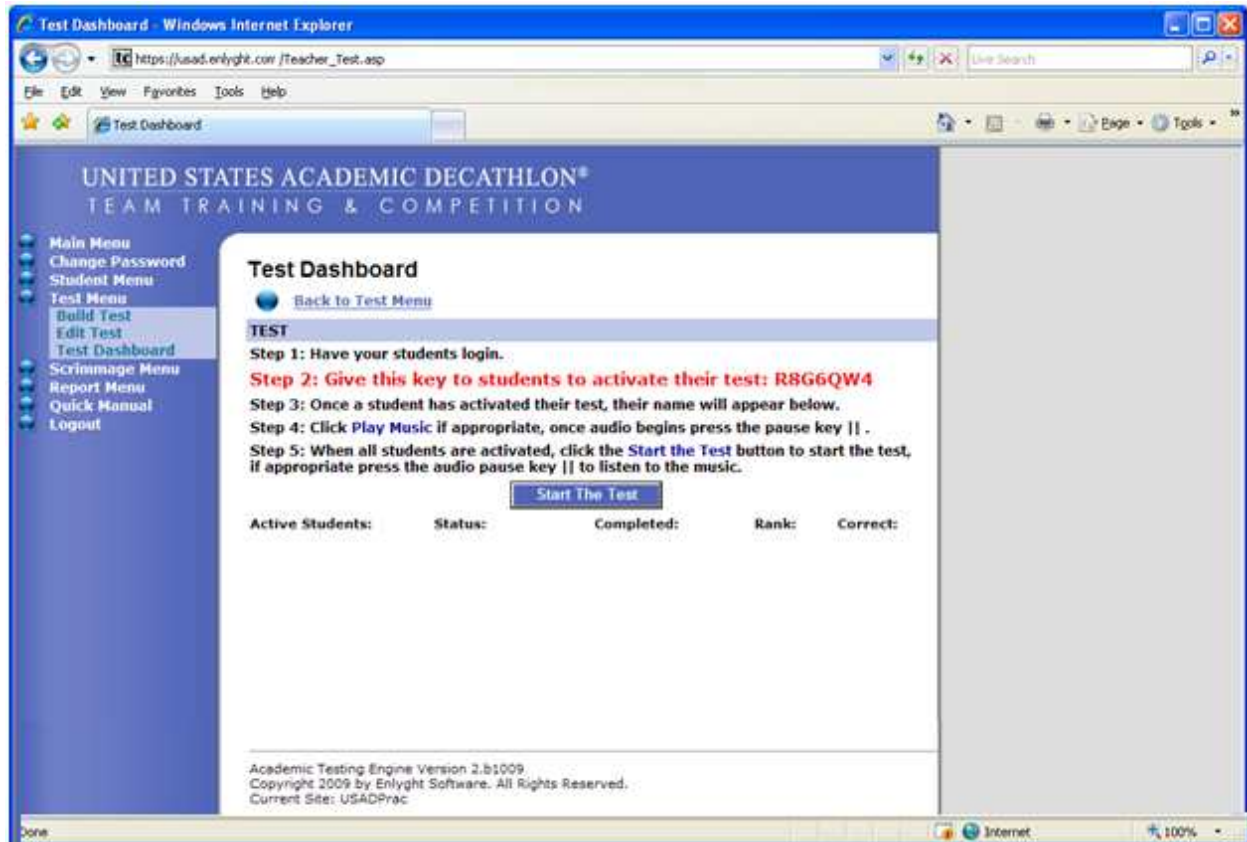 Test Dashboard - Windows Internet Explorer
https://usad.enlyght.com /Teacher_Test.asp
Live Search
File Edit View Favorites Tools Help
Test Dashboard
Page Tools
UNITED STATES ACADEMIC DECATHLON®
TEAM TRAINING & COMPETITION
Main Menu
Change Password
Student Menu
Test Menu
Build Test
Edit Test
Test Dashboard
Scrimmage Menu
Report Menu
Quick Manual
Logout
Test Dashboard
Back to Test Menu
TEST
Step 1: Have your students login.
Step 2: Give this key to students to activate their test: R8G6QW4
Step 3: Once a student has activated their test, their name will appear below.
Step 4: Click Play Music if appropriate, once audio begins press the pause key || .
Step 5: When all students are activated, click the Start the Test button to start the test,
if appropriate press the audio pause key || to listen to the music.
Start The Test
Active Students: Status: Completed: Rank: Correct:
Academic Testing Engine Version 2.b1009
Copyright 2009 by Enlyght Software. All Rights Reserved.
Current Site: USADPrac
Done Internet 100%